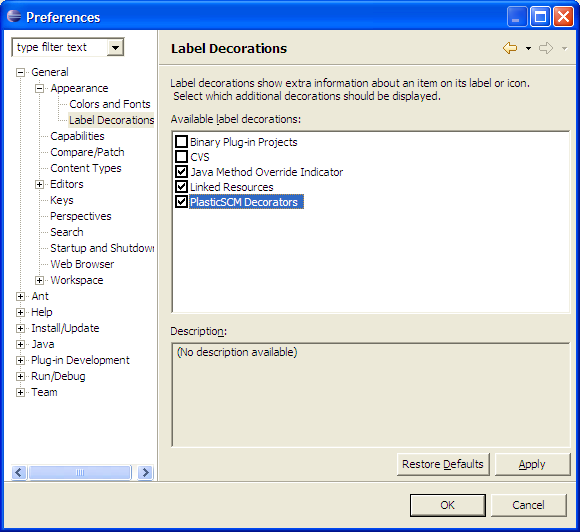 Preferences
type filter text
General
Appearance
Colors and Fonts
Label Decorations
Capabilities
Compare/Patch
Content Types
Editors
Keys
Perspectives
Search
Startup and Shutdown
Web Browser
Workspace
Ant
Help
Install/Update
Java
Plug-in Development
Run/Debug
Team
Label Decorations
Label decorations show extra information about an item on its label or icon.
Select which additional decorations should be displayed.
Available label decorations:
Binary Plug-in Projects
CVS
Java Method Override Indicator
Linked Resources
PlasticSCM Decorators
Description:
(No description available)
Restore Defaults
Apply
OK
Cancel